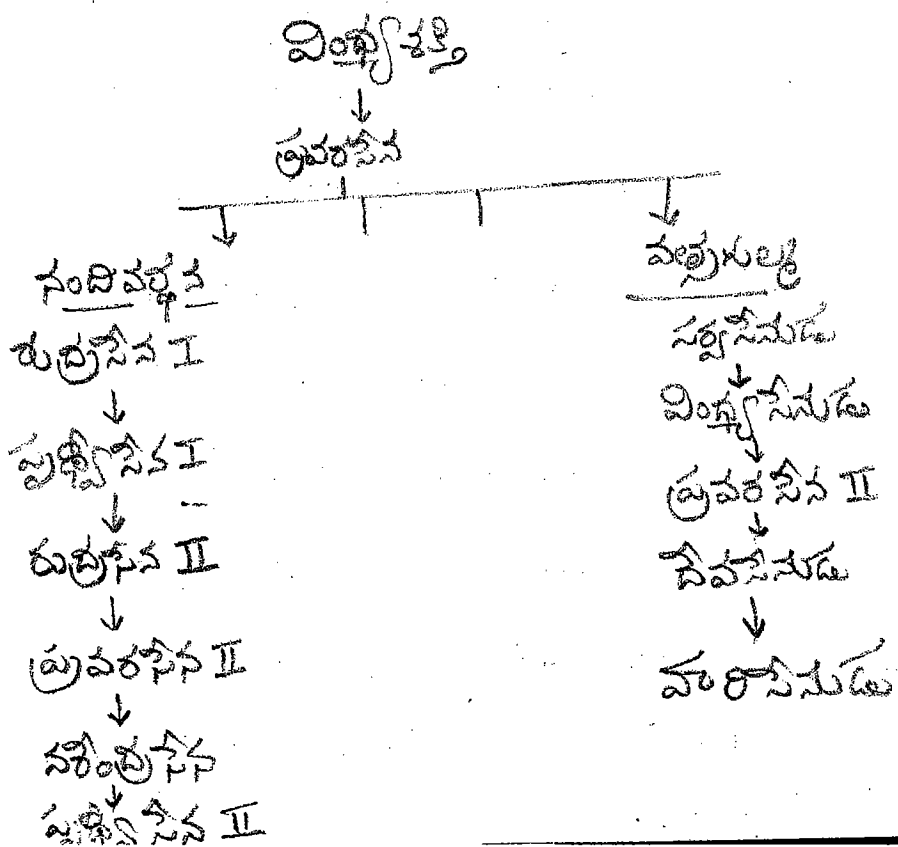 వింధ్యశక్తి
ప్రవరసేన
నందివర్ధన
రుద్రసేన I
పృథ్వీసేన I
రుద్రసేన II
ప్రవరసేన II
నరేంద్రసేన
పృథ్వీసేన II
వత్సగుల్మ
సర్వసేనుడు
వింధ్యసేనుడు
ప్రవరసేన II
దేవసేనుడు
హరిసేనుడు